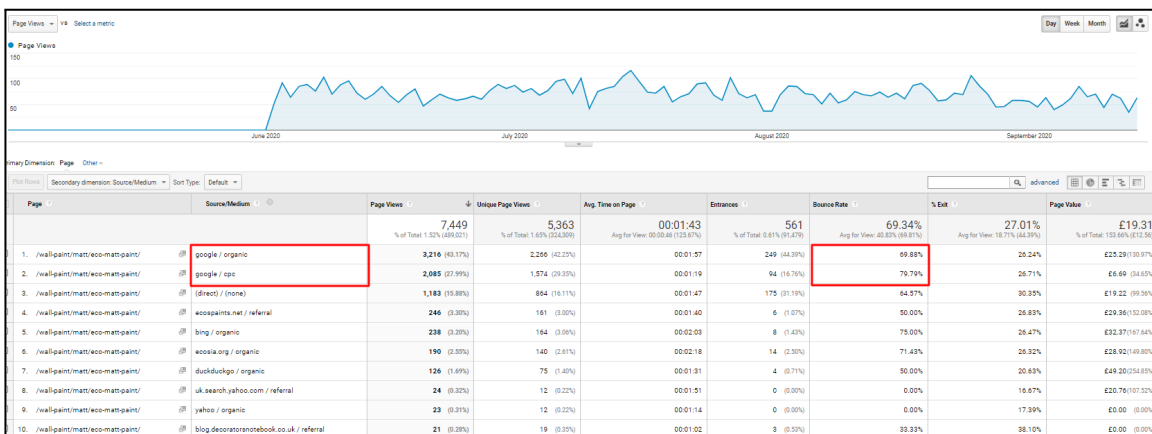 Page Views VS Select a metric Day Week Month
Page Views
150
100
50
June 2020 July 2020 August 2020 September 2020
rimary Dimension: Page Other
Plot Rows Secondary dimension: Source/Medium Sort Type: Default advanced
Page Source/Medium Page Views Unique Page Views Avg. Time on Page Entrances Bounce Rate % Exit Page Value
7,449 5,363 00:01:43 561 69.34% 27.01% £19.31
% of Total: 1.52% (489,021) % of Total: 1.65% (324,309) Avg for View: 00:00:46 (125.67%) % of Total: 0.61% (91,479) Avg for View: 40.83% (69.81%) Avg for View: 18.71% (44.39%) % of Total: 153.66% (£12.56)
1. /wall-paint/matt/eco-matt-paint/ google / organic 3,216 (43.17%) 2,266 (42.25%) 00:01:57 249 (44.39%) 69.88% 26.24% £25.29 (130.97%
2. /wall-paint/matt/eco-matt-paint/ google / cpc 2,085 (27.99%) 1,574 (29.35%) 00:01:19 94 (16.76%) 79.79% 26.71% £6.69 (34.65%
3. /wall-paint/matt/eco-matt-paint/ (direct) / (none) 1,183 (15.88%) 864 (16.11%) 00:01:47 175 (31.19%) 64.57% 30.35% £19.22 (99.56%
4. /wall-paint/matt/eco-matt-paint/ ecospaints.net / referral 246 (3.30%) 161 (3.00%) 00:01:40 6 (1.07%) 50.00% 26.83% £29.36 (152.08%
5. /wall-paint/matt/eco-matt-paint/ bing / organic 238 (3.20%) 164 (3.06%) 00:02:03 8 (1.43%) 75.00% 26.47% £32.37 (167.64%
6. /wall-paint/matt/eco-matt-paint/ ecosia.org / organic 190 (2.55%) 140 (2.61%) 00:02:18 14 (2.50%) 71.43% 26.32% £28.92 (149.80%
7. /wall-paint/matt/eco-matt-paint/ duckduckgo / organic 126 (1.69%) 75 (1.40%) 00:01:31 4 (0.71%) 50.00% 20.63% £49.20 (254.85%
8. /wall-paint/matt/eco-matt-paint/ uk.search.yahoo.com / referral 24 (0.32%) 12 (0.22%) 00:01:51 0 (0.00%) 0.00% 16.67% £20.76 (107.52%
9. /wall-paint/matt/eco-matt-paint/ yahoo / organic 23 (0.31%) 12 (0.22%) 00:01:14 0 (0.00%) 0.00% 17.39% £0.00 (0.00%
10. /wall-paint/matt/eco-matt-paint/ blog.decoratorsnotebook.co.uk / referral 21 (0.28%) 19 (0.35%) 00:01:02 3 (0.53%) 33.33% 38.10% £0.00 (0.00%